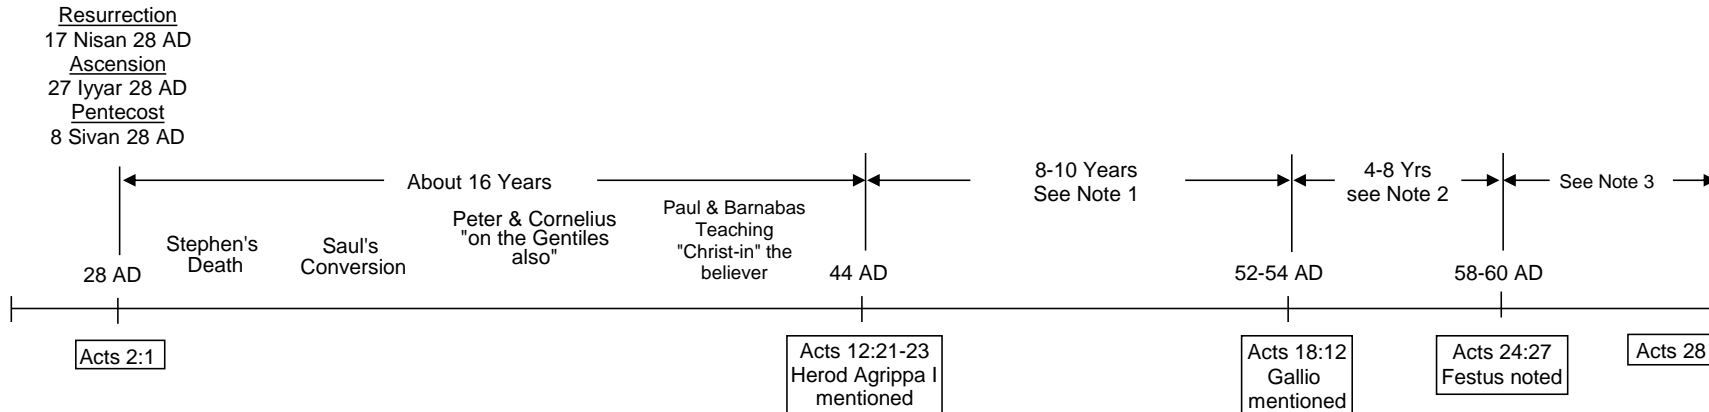 Resurrection
17 Nisan 28 AD
Ascension
27 Iyyar 28 AD
Pentecost
8 Sivan 28 AD
About 16 Years
8-10 Years
See Note 1
4-8 Yrs
see Note 2
See Note 3
Stephen's
Death
Saul's
Conversion
Peter & Cornelius
"on the Gentiles
also"
Paul & Barnabas
Teaching
"Christ-in" the
believer
28 AD
44 AD
52-54 AD
58-60 AD
Acts 2:1
Acts 12:21-23
Herod Agrippa I
mentioned
Acts 18:12
Gallio
mentioned
Acts 24:27
Festus noted
Acts 28